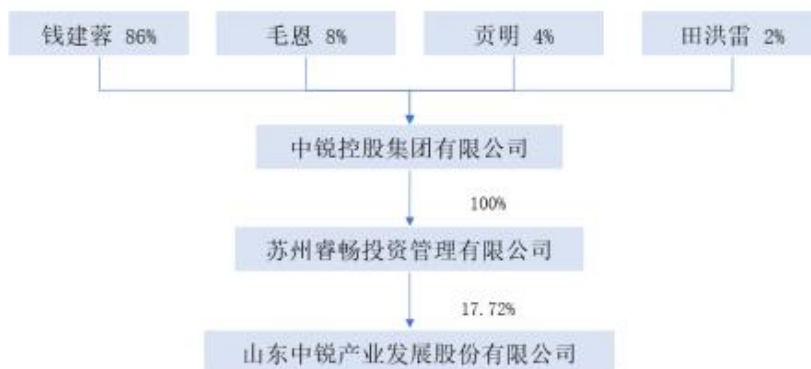 钱建蓉 86%
毛恩 8%
贡明 4%
田洪雷 2%
中锐控股集团有限公司
100%
苏州睿畅投资管理有限公司
17.72%
山东中锐产业发展股份有限公司